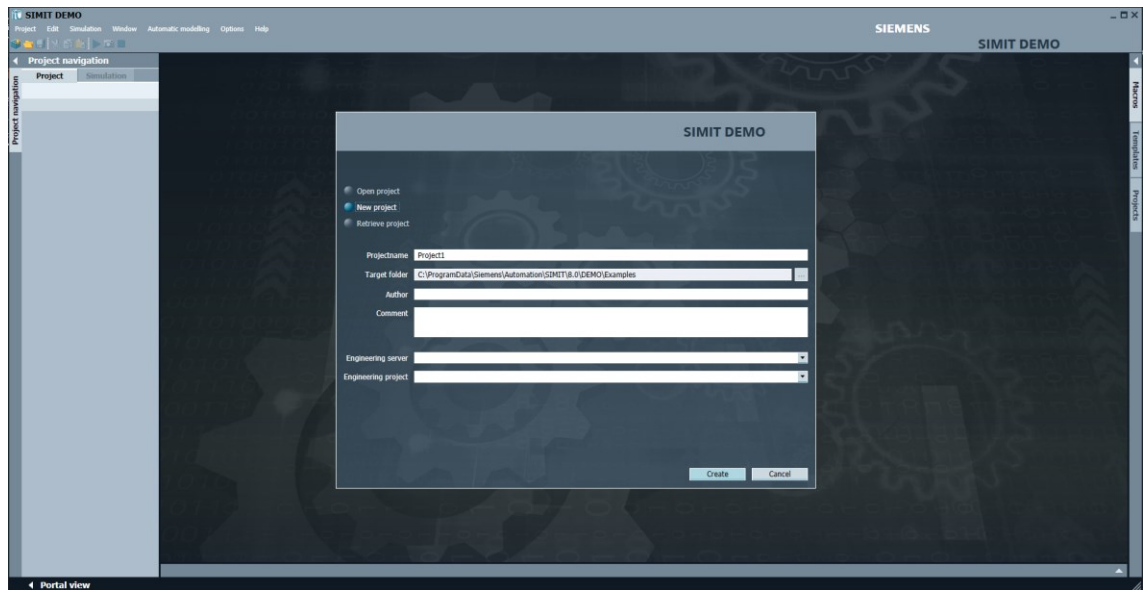 SIMIT DEMO
Project Edit Simulation Window Automatic modelling Options Help
SIEMENS
SIMIT DEMO
Project navigation
Project Simulation
Project navigation
Macros
Templates
Projects
SIMIT DEMO
Open project
New project
Retrieve project
Projectname Project1
Target folder C:\ProgramData\Siemens\Automation\SIMIT\8.0\DEMO\Examples ...
Author
Comment
Engineering server
Engineering project
Create Cancel
Portal view